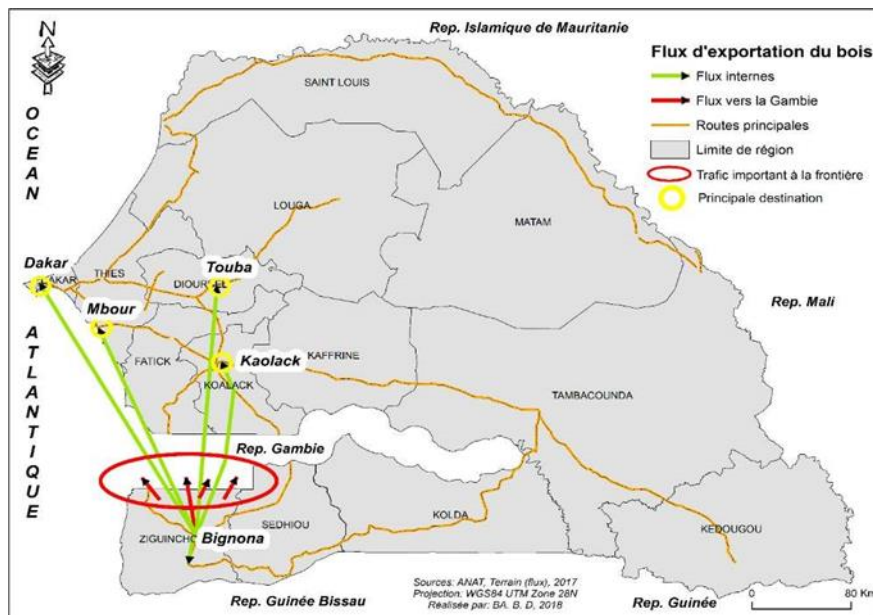 Rep. Islamique de Mauritanie
N
Flux d'exportation du bois
Flux internes
Flux vers la Gambie
Routes principales
Limite de région
Trafic important à la frontière
Principale destination
OCEAN
ATLANTIQUE
SAINT LOUIS
LOUGA
MATAM
Dakar
THIES
Touba
Mbour
Rep. Mali
FATICK
Kaolack
KAFFRINE
KOALACK
TAMBACOUNDA
Rep. Gambie
KOLDA
SEDHIOU
Bignona
KEDOUGOU
Rep. Guinée Bissau
Sources: ANAT, Terrain (flux), 2017
Projection: WGS84 UTM Zone 28N
Réalisée par: BA. B. D, 2018
Rep. Guinée
0 80 Km